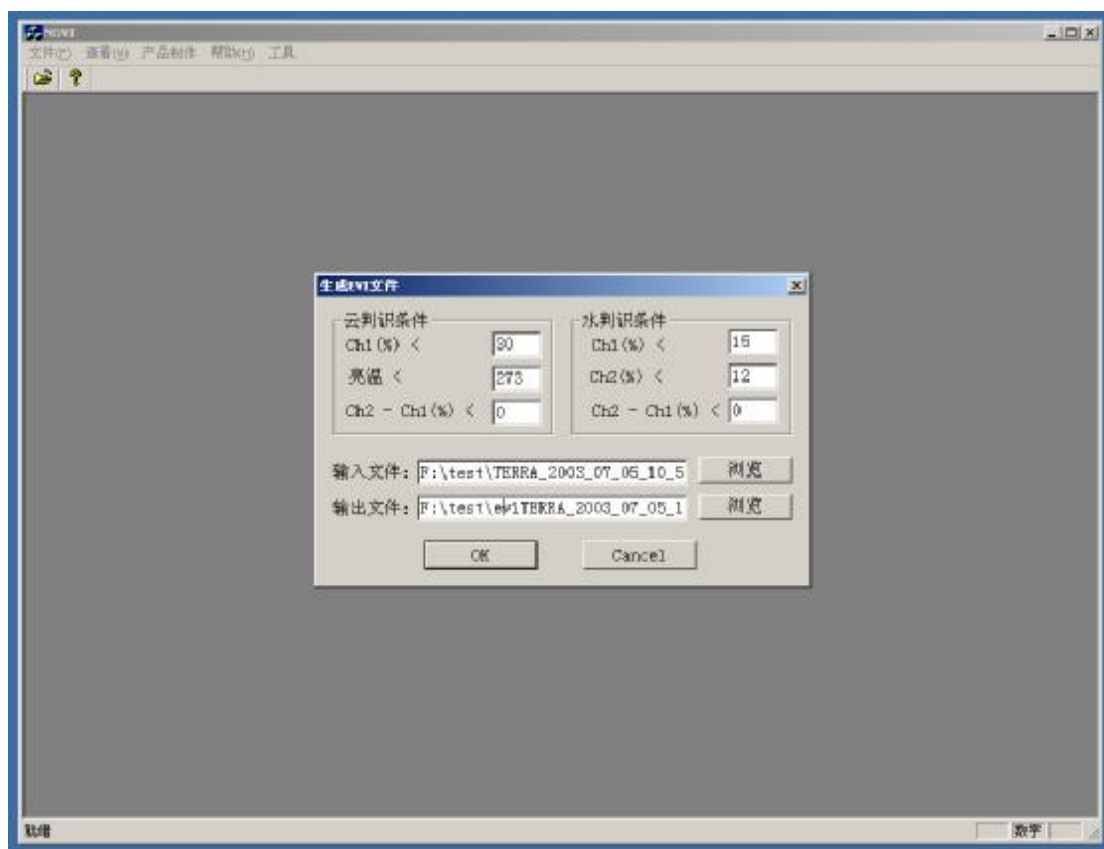 文件(F) 查看(V) 产品制作 帮助(H) 工具
生成EVI文件
云判识条件
Ch1(%) < 30
亮温 < 273
Ch2 - Ch1(%) < 0
水判识条件
Ch1(%) < 15
Ch2(%) < 12
Ch2 - Ch1(%) < 0
输入文件: F:\test\TERRA_2003_07_05_10_5 浏览
输出文件: F:\test\eviTERRA_2003_07_05_1 浏览
OK Cancel
就绪 数字